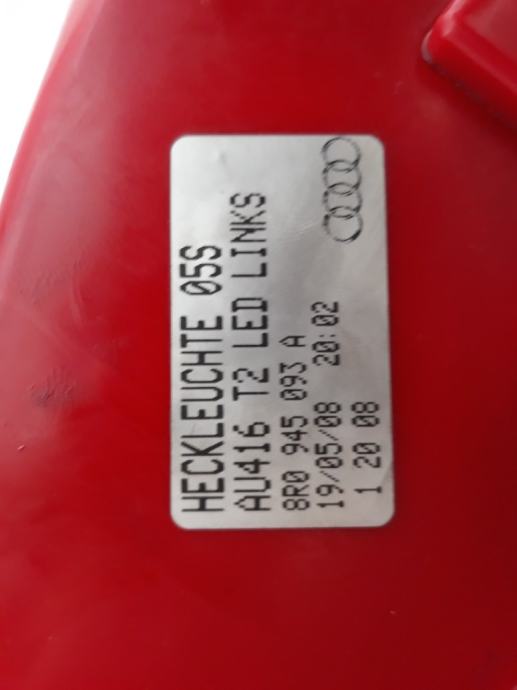 HECKLEUCHTE 05S
AU416 T2 LED LINKS
8R0 945 093 A
19/05/08 20:02
1 20 08